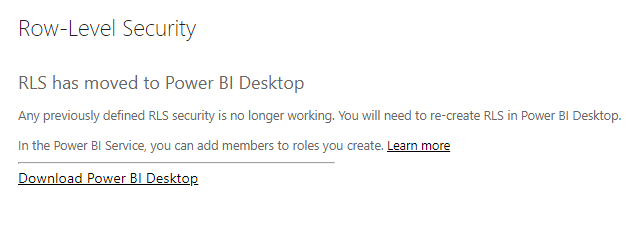 Row-Level Security
RLS has moved to Power BI Desktop
Any previously defined RLS security is no longer working. You will need to re-create RLS in Power BI Desktop.
In the Power BI Service, you can add members to roles you create. Learn more
Download Power BI Desktop